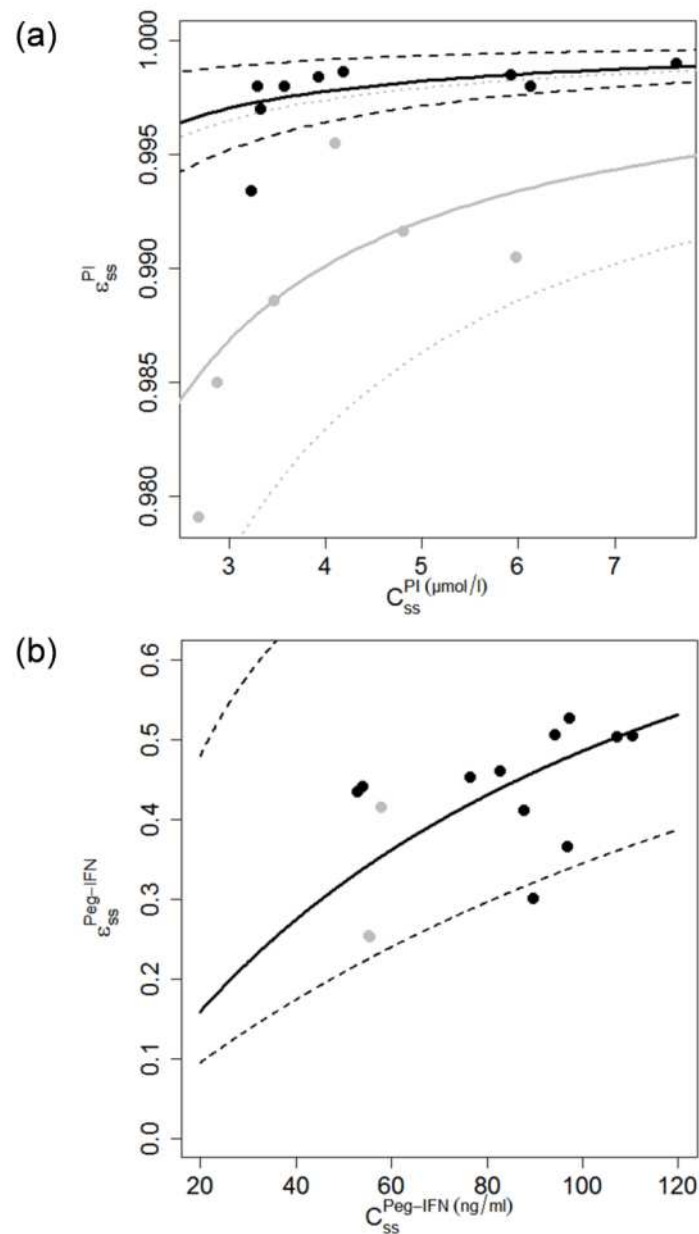 (a)
1.000
0.995
0.990
0.985
0.980
ε ss PI
3 4 5 6 7
C ss PI (µmol/l)
(b)
0.6
0.5
0.4
0.3
0.2
0.1
0.0
ε ss Peg-IFN
20 40 60 80 100 120
C ss Peg-IFN (ng/ml)